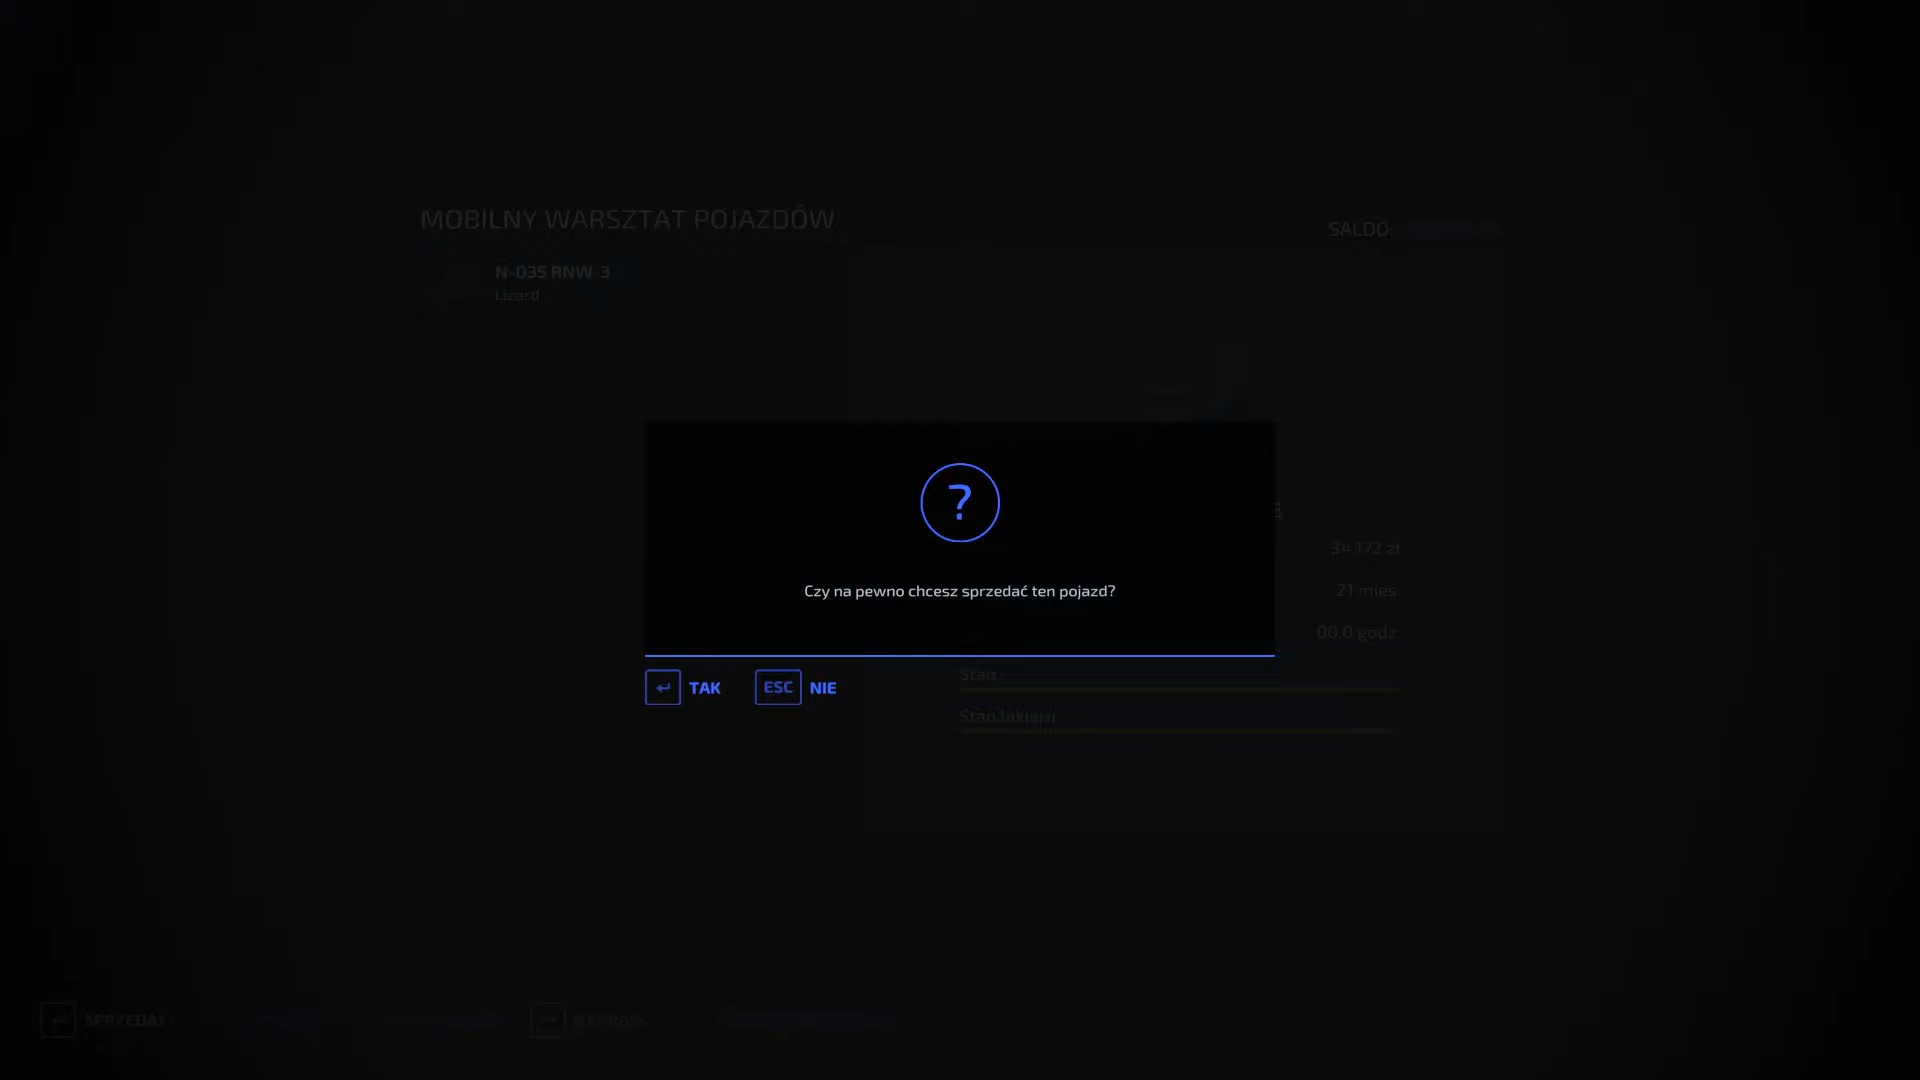 MOBILNY WARSZTAT POJAZDÓW
SALDO:
N-035 RNW-3
Lizard
?
Czy na pewno chcesz sprzedać ten pojazd?
34 172 zł
21 mies.
00.0 godz.
ESC
TAK
NIE
Stan:
Stan lakieru
SPRZEDAJ